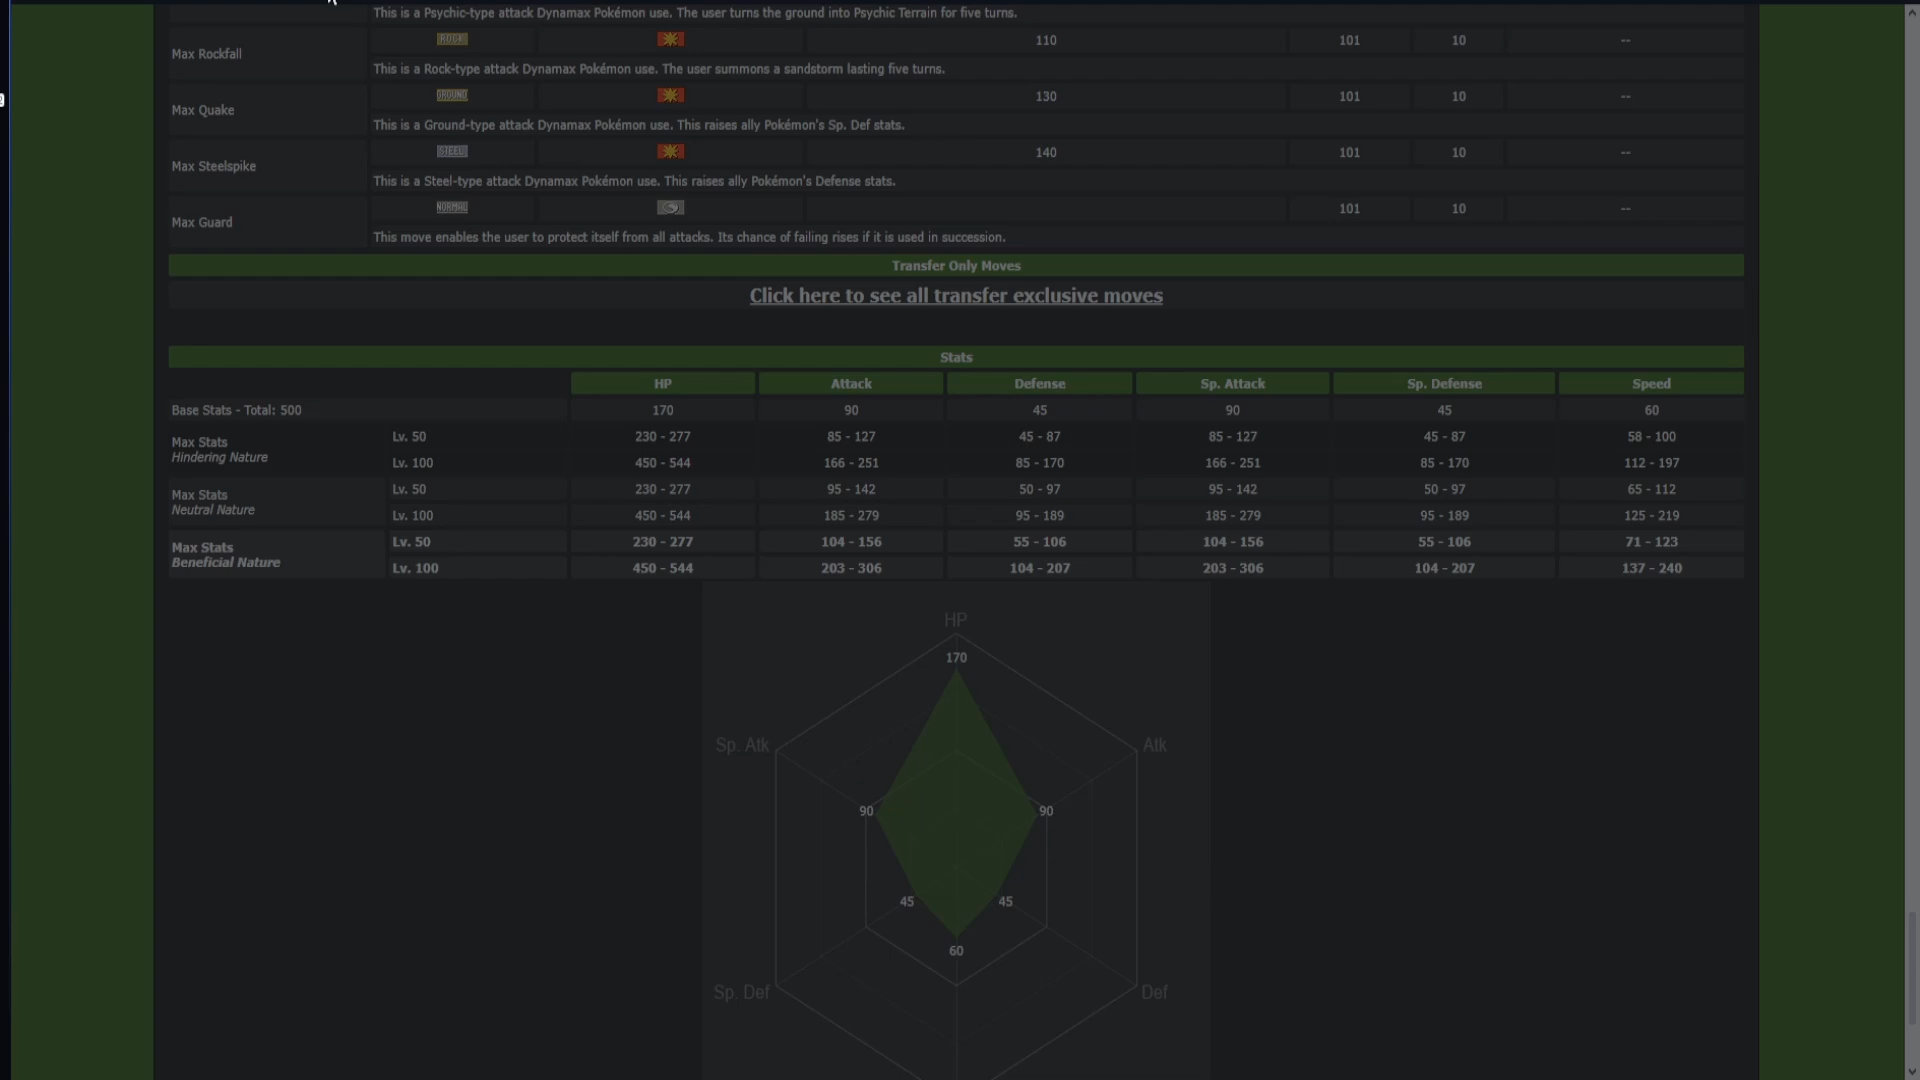 This is a Psychic-type attack Dynamax Pokémon use. The user turns the ground into Psychic Terrain for five turns.
Max Rockfall ROCK 110 101 10 --
This is a Rock-type attack Dynamax Pokémon use. The user summons a sandstorm lasting five turns.
Max Quake GROUND 130 101 10 --
This is a Ground-type attack Dynamax Pokémon use. This raises ally Pokémon's Sp. Def stats.
Max Steelspike STEEL 140 101 10 --
This is a Steel-type attack Dynamax Pokémon use. This raises ally Pokémon's Defense stats.
Max Guard NORMAL 101 10 --
This move enables the user to protect itself from all attacks. Its chance of failing rises if it is used in succession.
Transfer Only Moves
Click here to see all transfer exclusive moves
Stats
HP Attack Defense Sp. Attack Sp. Defense Speed
Base Stats - Total: 500 170 90 45 90 45 60
Max Stats
Hindering Nature
Lv. 50 230 - 277 85 - 127 45 - 87 85 - 127 45 - 87 58 - 100
Lv. 100 450 - 544 166 - 251 85 - 170 166 - 251 85 - 170 112 - 197
Max Stats
Neutral Nature
Lv. 50 230 - 277 95 - 142 50 - 97 95 - 142 50 - 97 65 - 112
Lv. 100 450 - 544 185 - 279 95 - 189 185 - 279 95 - 189 125 - 219
Max Stats
Beneficial Nature
Lv. 50 230 - 277 104 - 156 55 - 106 104 - 156 55 - 106 71 - 123
Lv. 100 450 - 544 203 - 306 104 - 207 203 - 306 104 - 207 137 - 240
HP
170
Sp. Atk Atk
90 90
45 45
60
Sp. Def Def